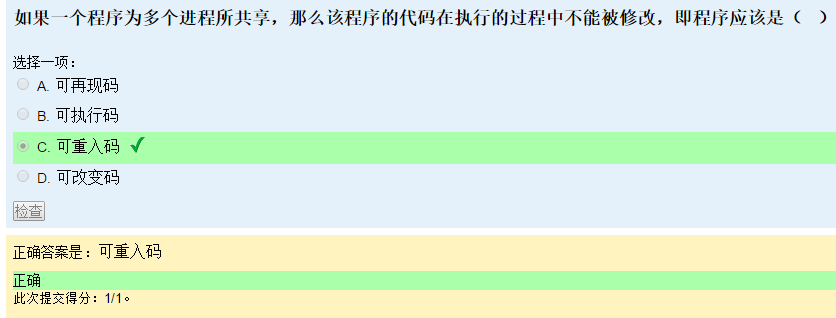 如果一个程序为多个进程所共享，那么该程序的代码在执行的过程中不能被修改，即程序应该是（ ）
选择一项：
A. 可再现码
B. 可执行码
C. 可重入码 ✓
D. 可改变码
检查
正确答案是：可重入码
正确
此次提交得分：1/1。